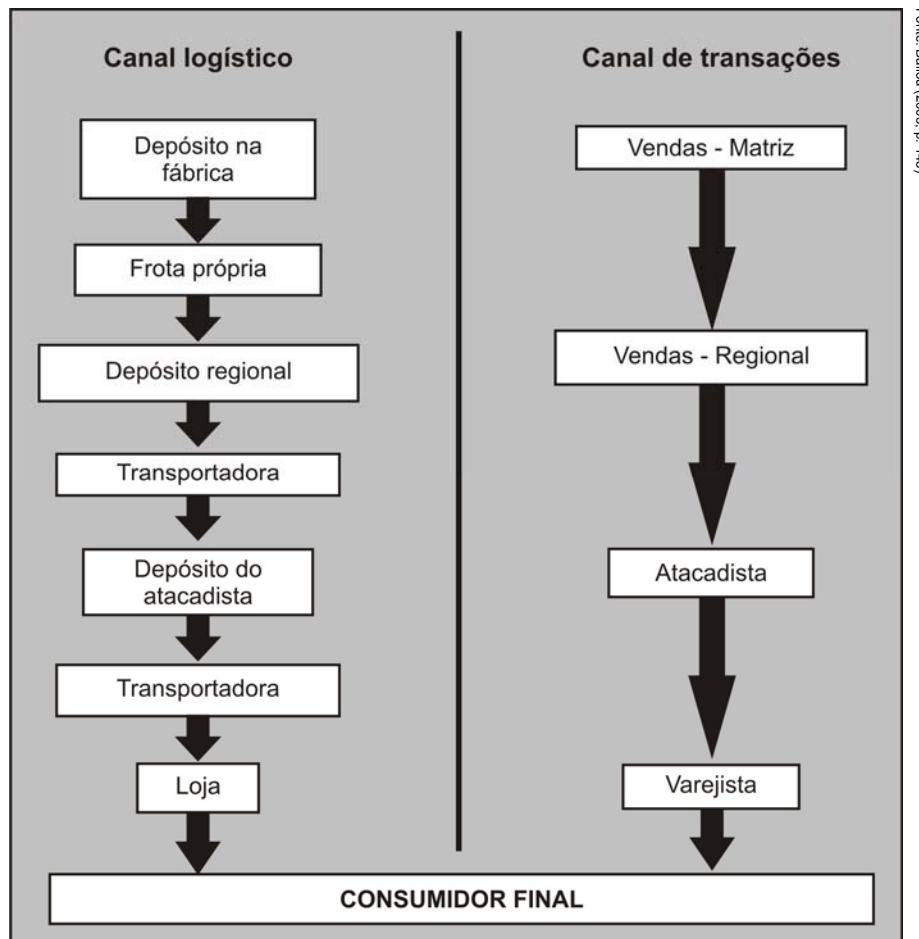 Canal logístico
Depósito na
fábrica
Frota própria
Depósito regional
Transportadora
Depósito do
atacadista
Transportadora
Loja
Canal de transações
Vendas - Matriz
Vendas - Regional
Atacadista
Varejista
CONSUMIDOR FINAL